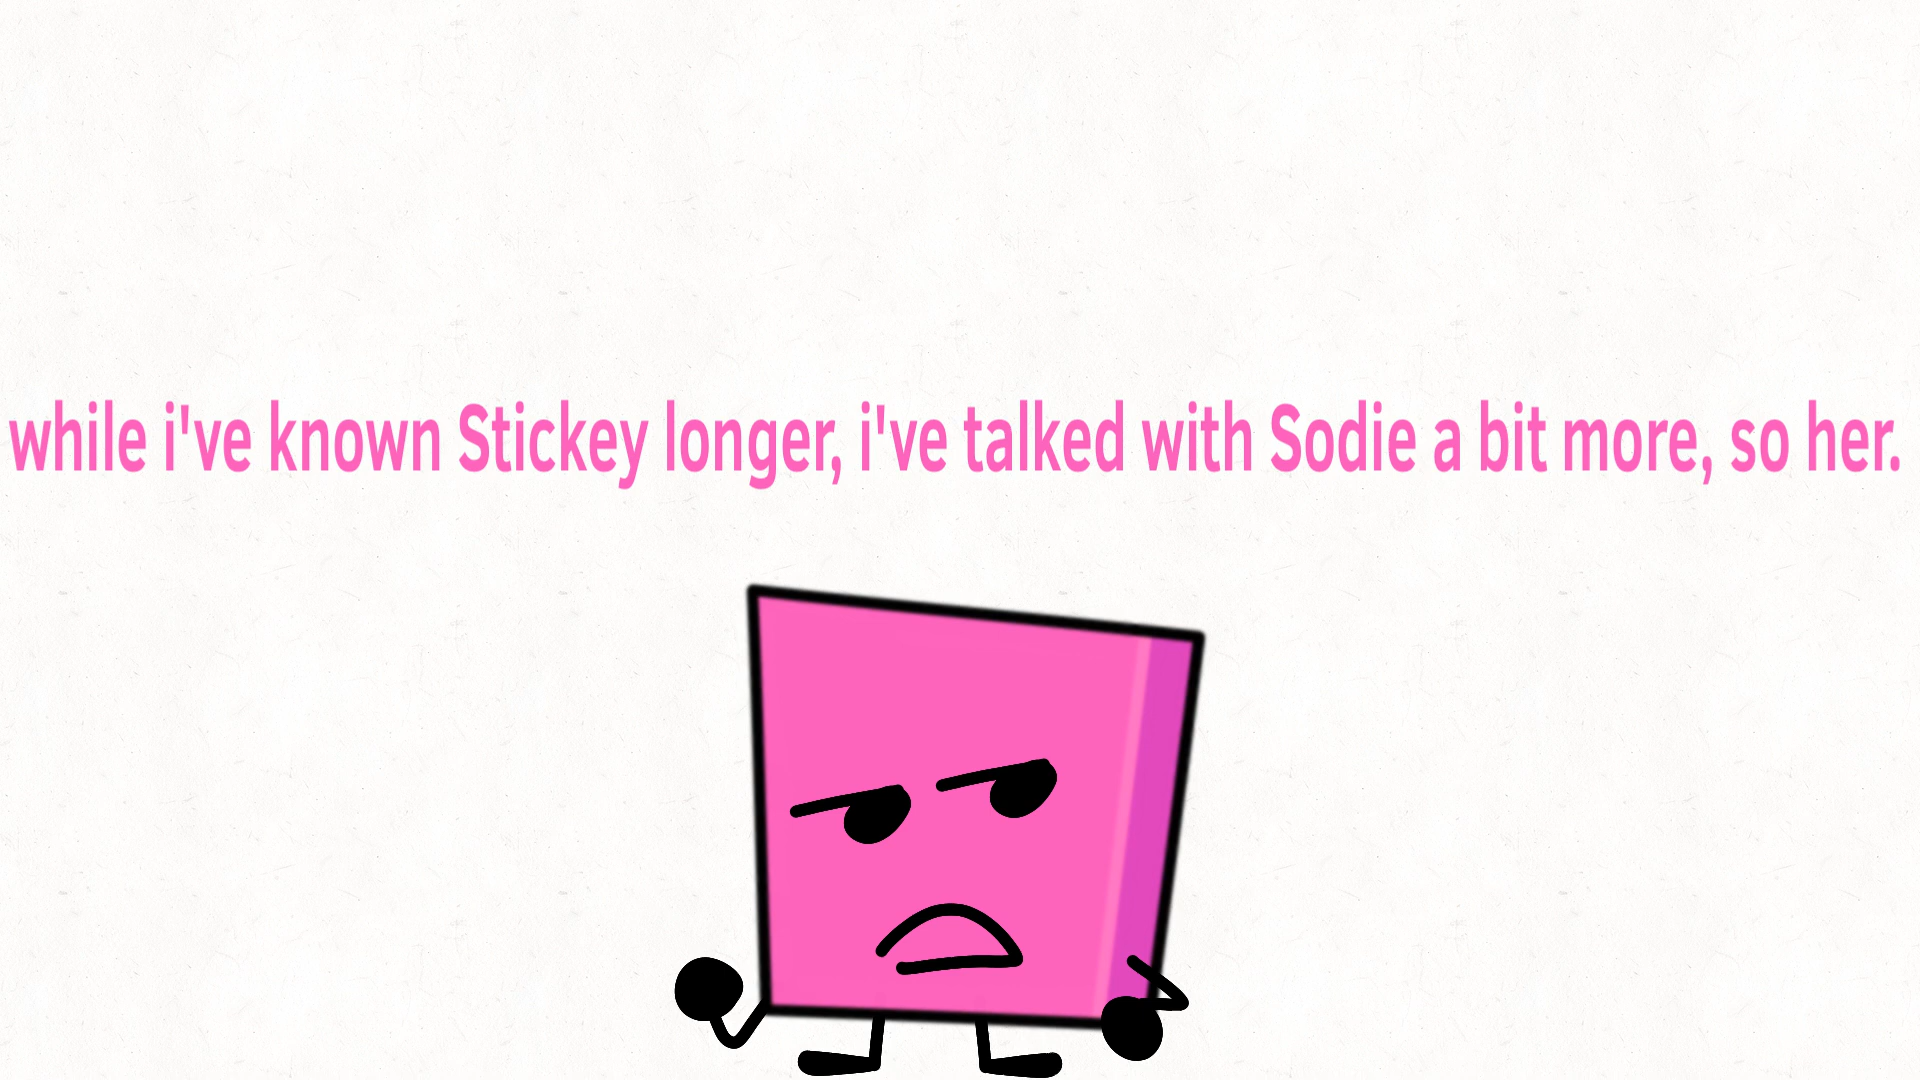 while i've known Stickey longer, i've talked with Sodie a bit more, so her.